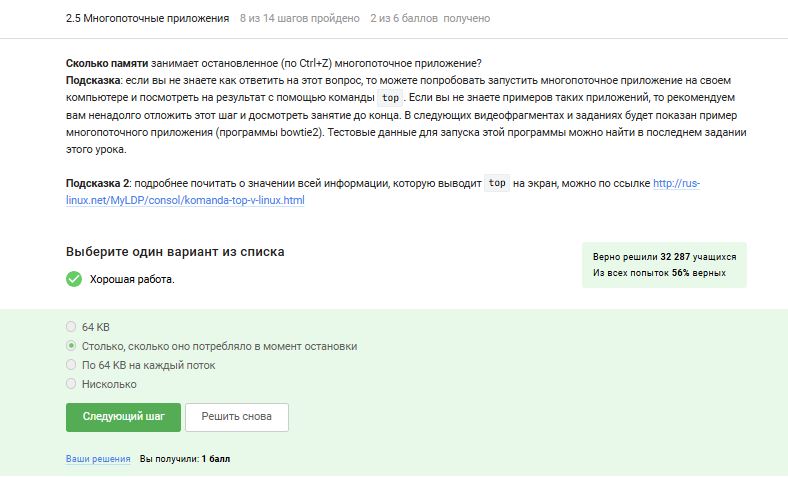 2.5 Многопоточные приложения 8 из 14 шагов пройдено 2 из 6 баллов получено
Сколько памяти занимает остановленное (по Ctrl+Z) многопоточное приложение?
Подсказка: если вы не знаете как ответить на этот вопрос, то можете попробовать запустить многопоточное приложение на своем
компьютере и посмотреть на результат с помощью команды top. Если вы не знаете примеров таких приложений, то рекомендуем
вам ненадолго отложить этот шаг и досмотреть занятие до конца. В следующих видеофрагментах и заданиях будет показан пример
многопоточного приложения (программы bowtie2). Тестовые данные для запуска этой программы можно найти в последнем задании
этого урока.
Подсказка 2: подробнее почитать о значении всей информации, которую выводит top на экран, можно по ссылке http://rus-
linux.net/MyLDP/consol/komanda-top-v-linux.html
Выберите один вариант из списка
Верно решили 32 287 учащихся
Из всех попыток 56% верных
Хорошая работа.
64 KB
Столько, сколько оно потребляло в момент остановки
По 64 KB на каждый поток
Нисколько
Следующий шаг Решить снова
Ваши решения Вы получили: 1 балл